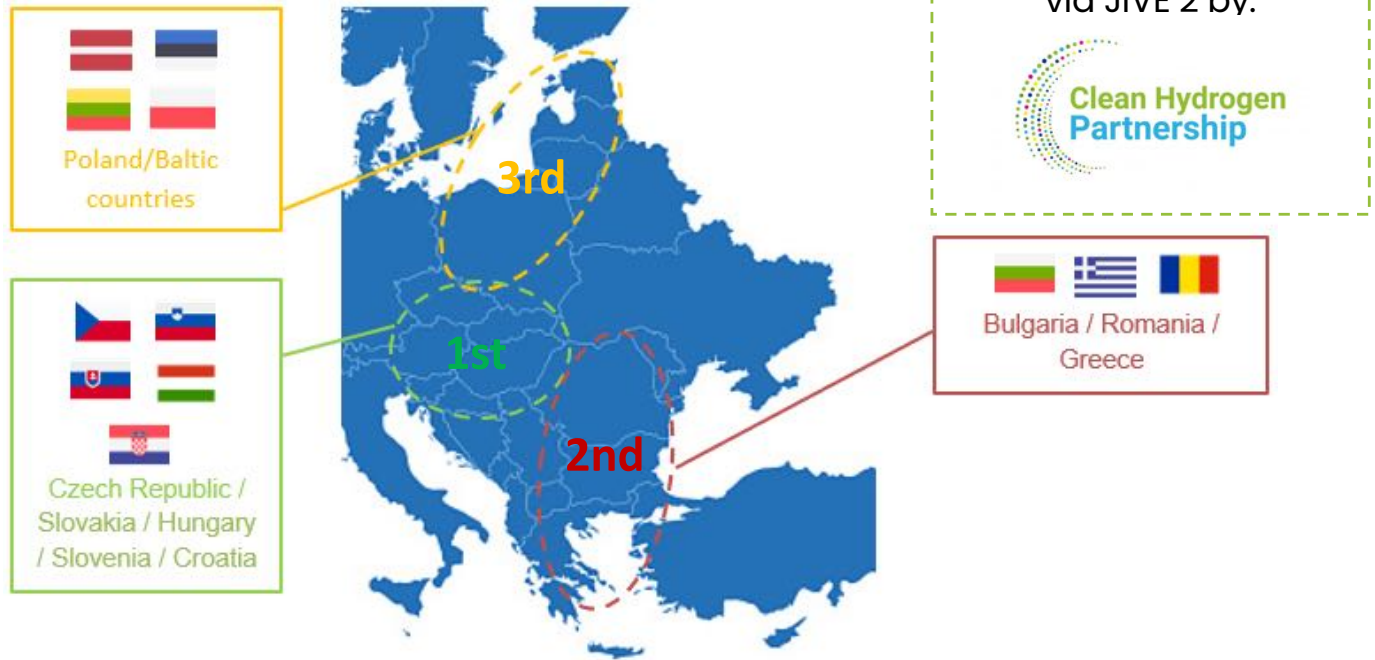 via JIVE 2 by:
Clean Hydrogen
Partnership
Poland/Baltic
countries
3rd
1st
2nd
Czech Republic /
Slovakia / Hungary
/ Slovenia / Croatia
Bulgaria / Romania /
Greece